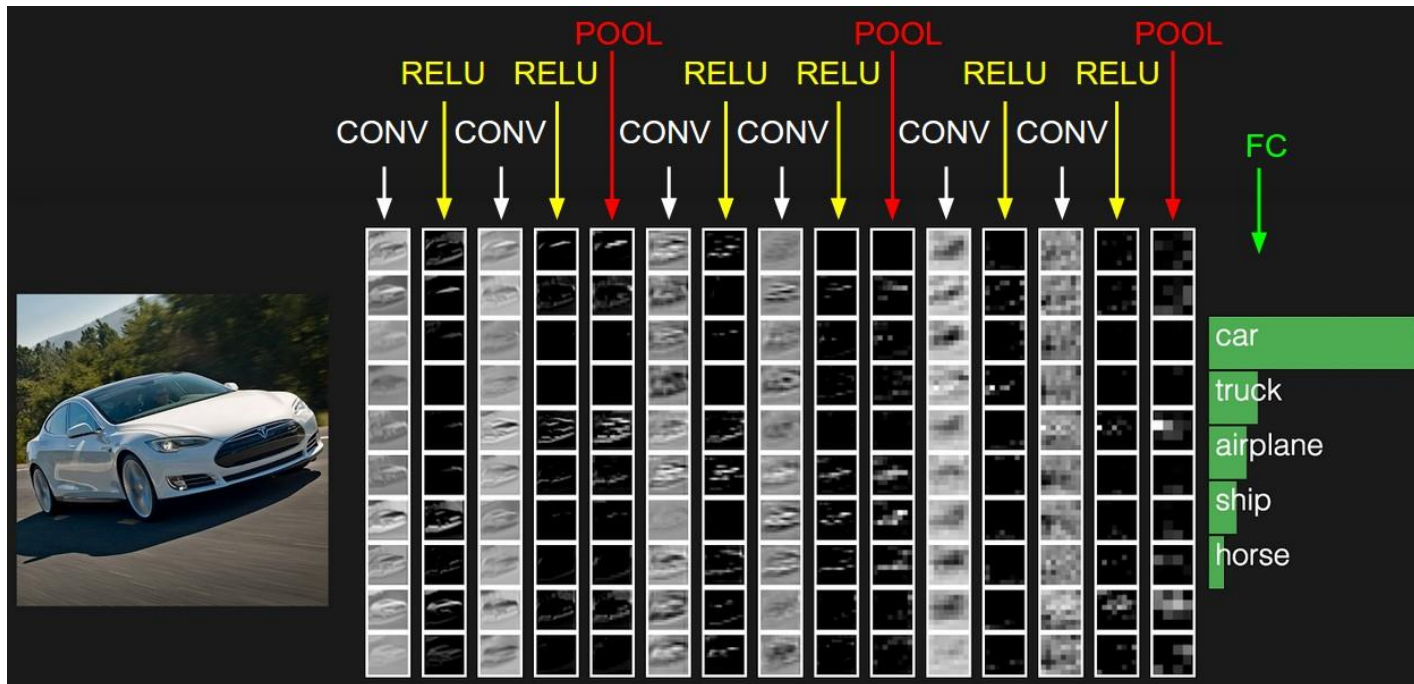 POOL POOL POOL
RELU RELU RELU RELU RELU RELU
CONV CONV CONV CONV CONV CONV
FC
car
truck
airplane
ship
horse